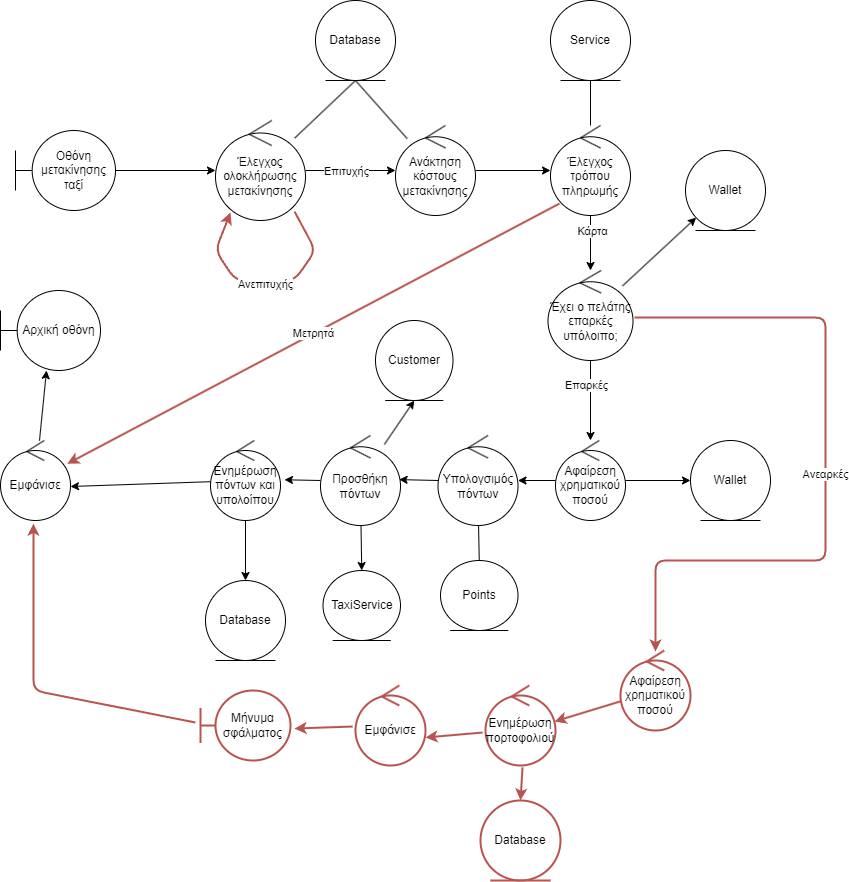 Database
Service
Οθόνη
μετακίνησης
ταξί
Έλεγχος
ολοκλήρωσης
μετακίνησης
Επιτυχής
Ανάκτηση
κόστους
μετακίνησης
Έλεγχος
τρόπου
πληρωμής
Wallet
Κάρτα
Ανεπιτυχής
Έχει ο πελάτης
επαρκές
υπόλοιπο;
Αρχική οθόνη
Μετρητά
Customer
Επαρκές
Ανεαρκές
Εμφάνισε
Ενημέρωση
πόντων και
υπολοίπου
Προσθήκη
πόντων
Υπολογσιμός
πόντων
Αφαίρεση
χρηματικού
ποσού
Wallet
Database
TaxiService
Points
Αφαίρεση
χρηματικού
ποσού
Μήνυμα
σφάλματος
Εμφάνισε
Ενημέρωση
πορτοφολιού
Database